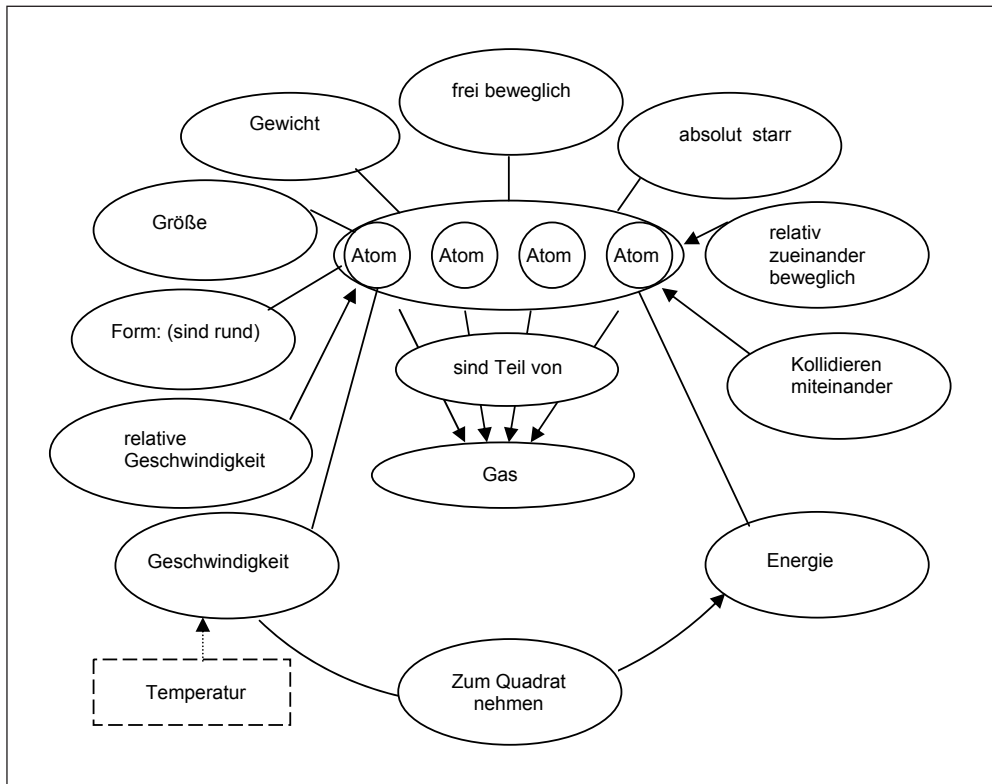 frei beweglich
Gewicht
absolut starr
Größe
Atom Atom Atom Atom
relativ
zueinander
beweglich
Form: (sind rund)
sind Teil von
Kollidieren
miteinander
relative
Geschwindigkeit
Gas
Geschwindigkeit
Energie
Temperatur
Zum Quadrat
nehmen